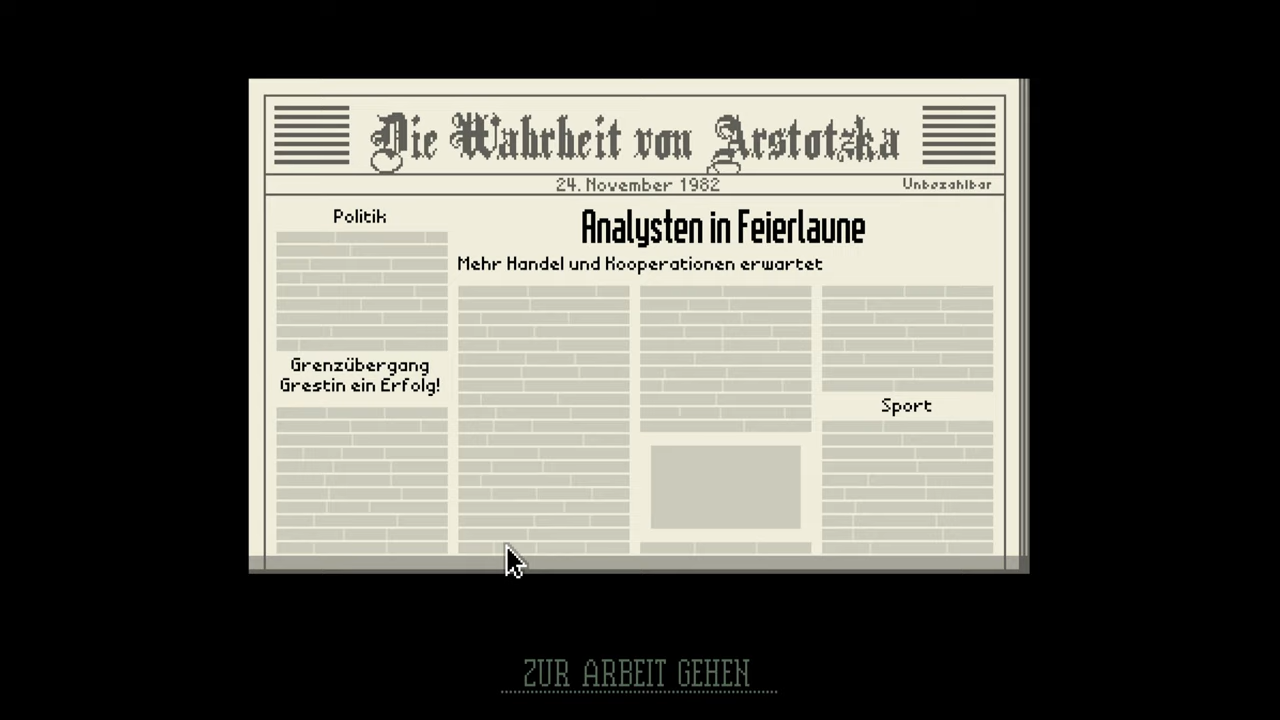 Die Wahrheit von Arstotzka
24. November 1982
Unbezahlbar
Politik
Grenzübergang
Grestin ein Erfolg!
Analysten in Feierlaune
Mehr Handel und Kooperationen erwartet
Sport
ZUR ARBEIT GEHEN